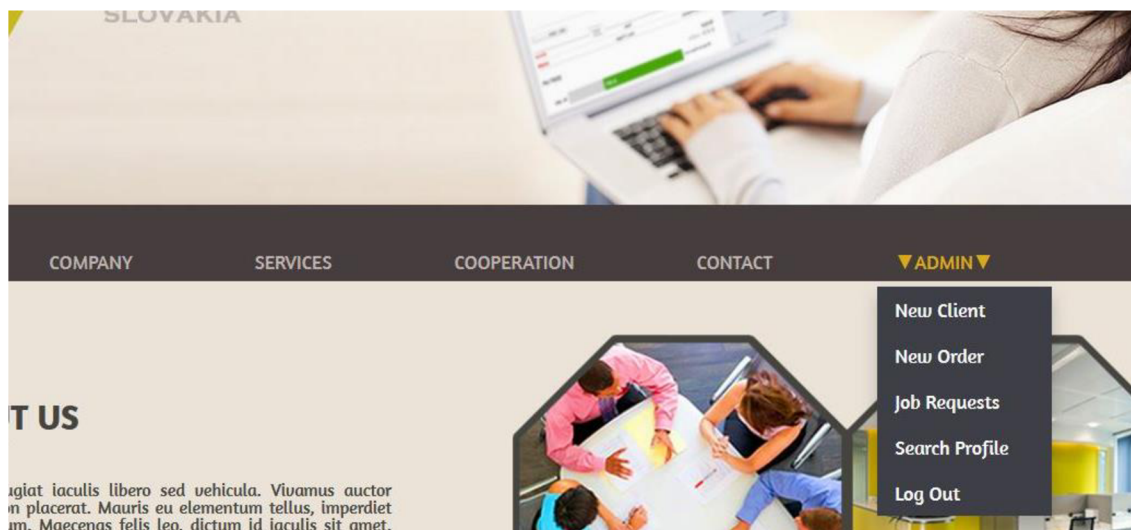 SLOVAKIA
COMPANY SERVICES COOPERATION CONTACT ▼ADMIN▼
New Client
New Order
Job Requests
Search Profile
Log Out
T US
ugiat iaculis libero sed vehicula. Vivamus auctor
on placerat. Mauris eu elementum tellus, imperdiet
um. Maecenas felis leo, dictum id iaculis sit amet,